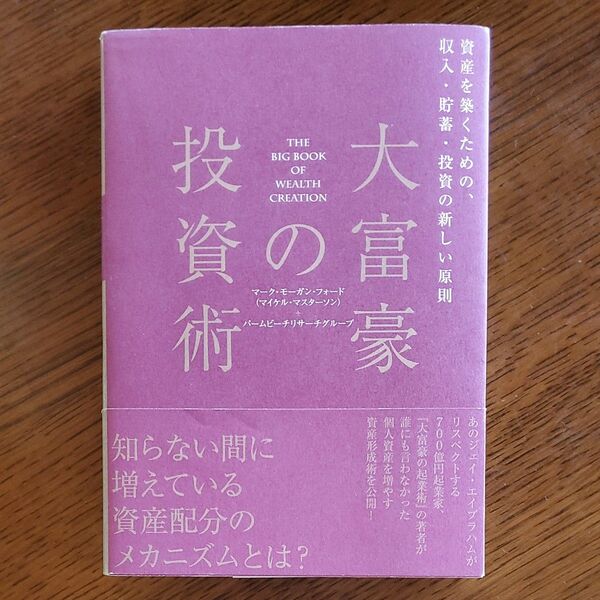 資産を築くための、
収入・貯蓄・投資の新しい原則
大富豪
の
投資術
THE
BIG BOOK
OF
WEALTH
CREATION
マーク・モーガン・フォード
(マイケル・マスターソン)
+
パームビーチリサーチグループ
あのジェイ・エイブラハムが
リスペクトする
700億円起業家、
『大富豪の起業術』の著者が
誰にも言わなかった
個人資産を増やす
資産形成術を公開!
知らない間に
増えている
資産配分の
メカニズムとは?